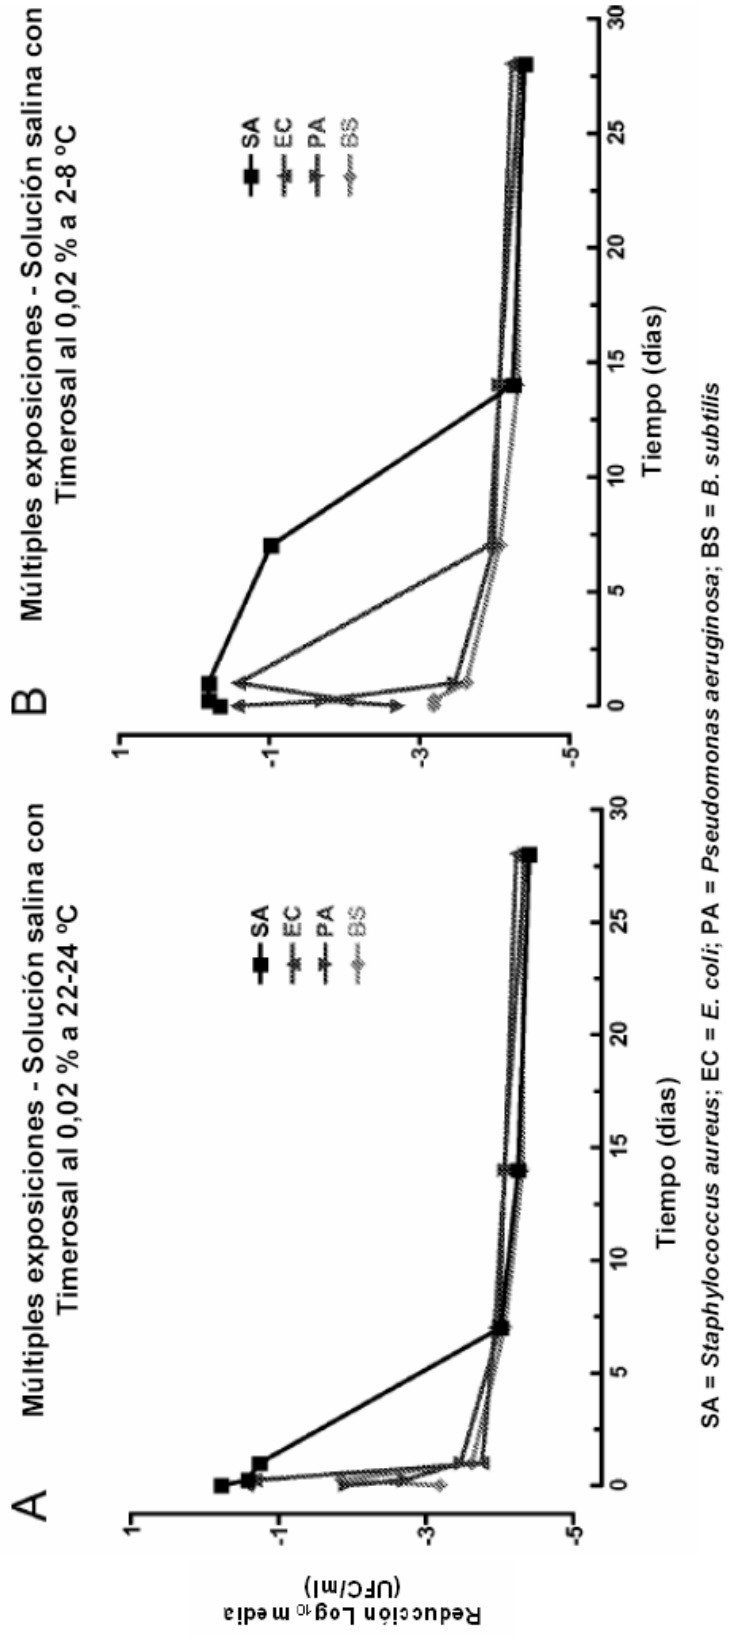 A
Múltiples exposiciones - Solución salina con
Timerosal al 0,02 % a 22-24 ºC
Reducción Log10 media
(UFC/ml)
1
-1
-3
-5
SA
EC
PA
BS
0
5
10
15
20
25
30
Tiempo (días)
B
Múltiples exposiciones - Solución salina con
Timerosal al 0,02 % a 2-8 ºC
1
-1
-3
-5
SA
EC
PA
BS
0
5
10
15
20
25
30
Tiempo (días)
SA = Staphylococcus aureus; EC = E. coli; PA = Pseudomonas aeruginosa; BS = B. subtilis